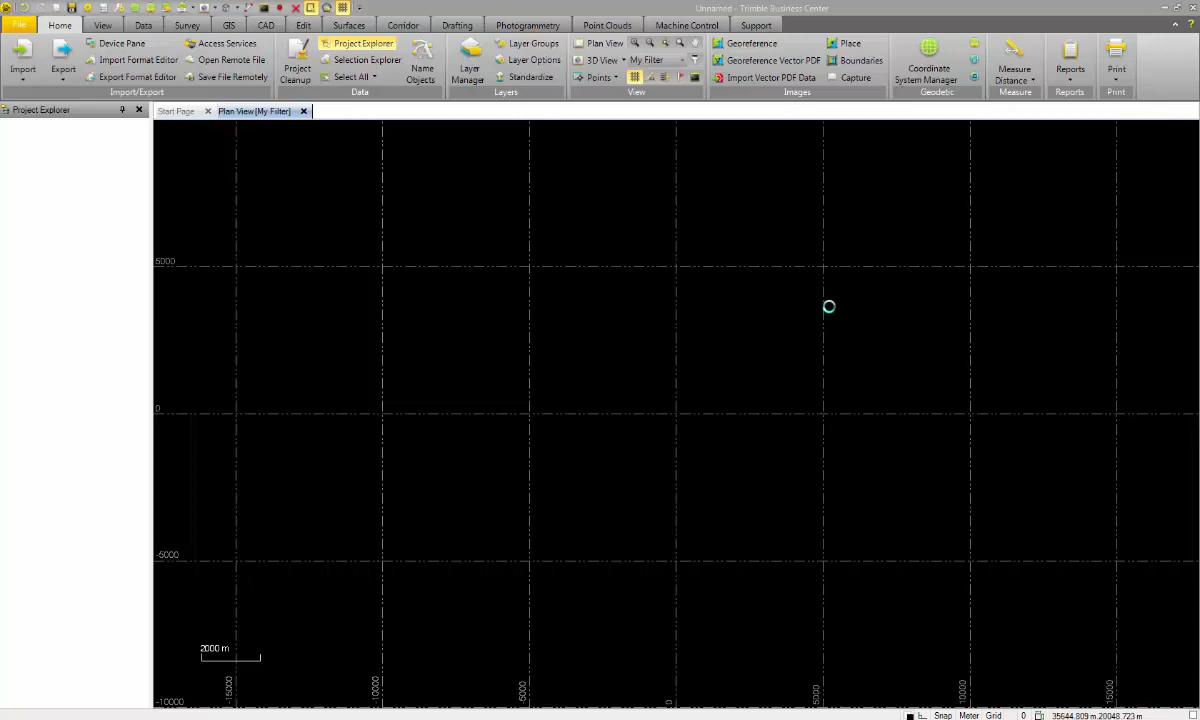 Unnamed - Trimble Business Center
File Home View Data Survey GIS CAD Edit Surfaces Corridor Drafting Photogrammetry Point Clouds Machine Control Support
Device Pane Access Services Project Explorer Layer Groups Plan View Georeference Place
Import Format Editor Open Remote File Selection Explorer Layer Options 3D View My Filter Georeference Vector PDF Boundaries
Import Export Export Format Editor Save File Remotely Project Cleanup Select All Name Objects Layer Manager Standardize Points Import Vector PDF Data Capture Coordinate System Manager Measure Distance Reports Print
Import/Export Data Layers View Images Geodetic Measure Reports Print
Project Explorer Start Page Plan View [My Filter]
5000
0
-5000
2000 m
-10000
-15000 -10000 -5000 0 5000 10000 15000
Snap Meter Grid 0 35644.809 m,20048.723 m